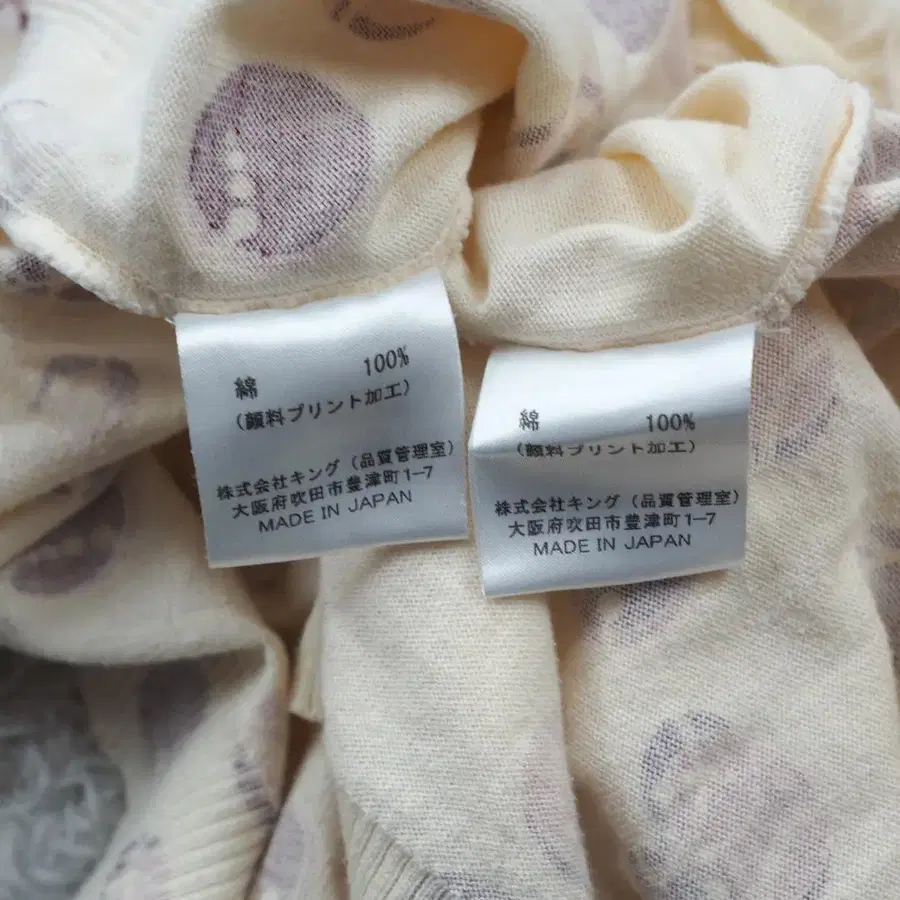 綿 100%
(顔料プリント加工)
株式会社キング(品質管理室)
大阪府吹田市豊津町1-7
MADE IN JAPAN
綿 100%
(顔料プリント加工)
株式会社キング(品質管理室)
大阪府吹田市豊津町1-7
MADE IN JAPAN